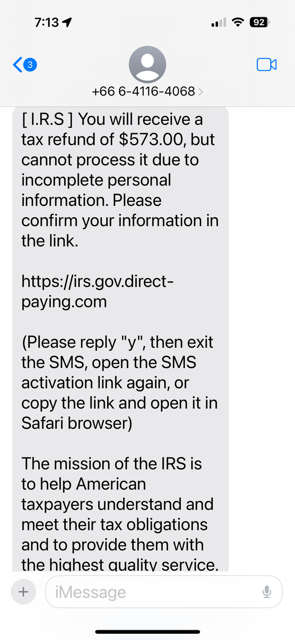 7:13
92
3
+66 6-4116-4068
[ I.R.S ] You will receive a
tax refund of $573.00, but
cannot process it due to
incomplete personal
information. Please
confirm your information in
the link.
https://irs.gov.direct-
paying.com
(Please reply "y", then exit
the SMS, open the SMS
activation link again, or
copy the link and open it in
Safari browser)
The mission of the IRS is
to help American
taxpayers understand and
meet their tax obligations
and to provide them with
the highest quality service.
iMessage